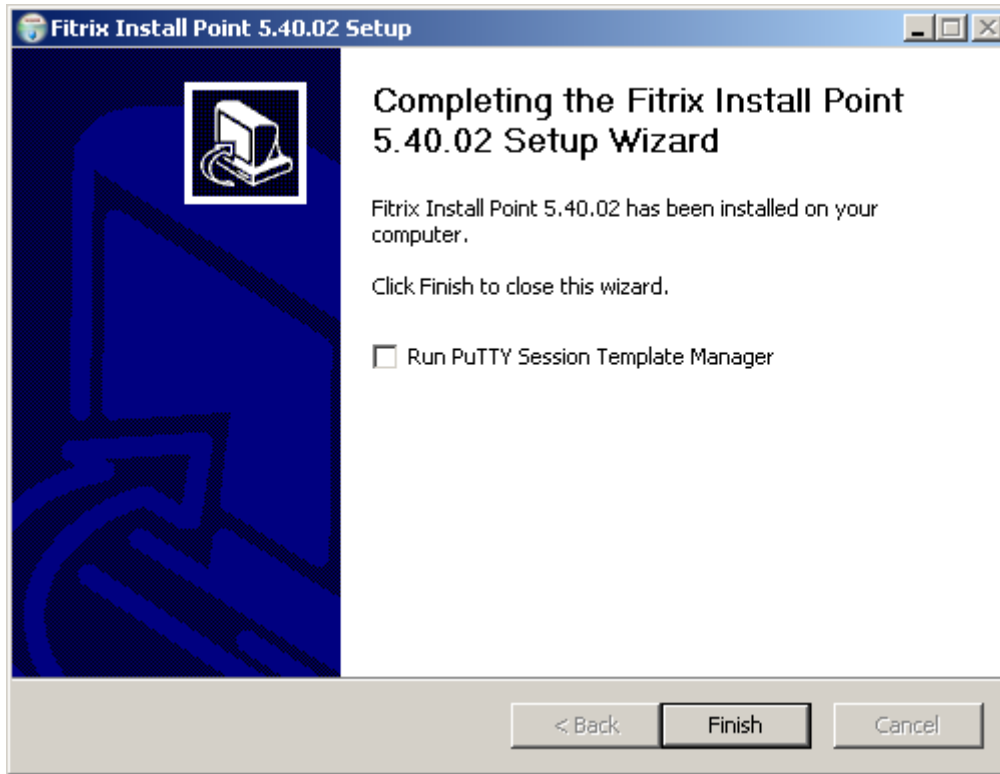 Fitrix Install Point 5.40.02 Setup
Completing the Fitrix Install Point
5.40.02 Setup Wizard
Fitrix Install Point 5.40.02 has been installed on your
computer.
Click Finish to close this wizard.
Run PuTTY Session Template Manager
< Back
Finish
Cancel